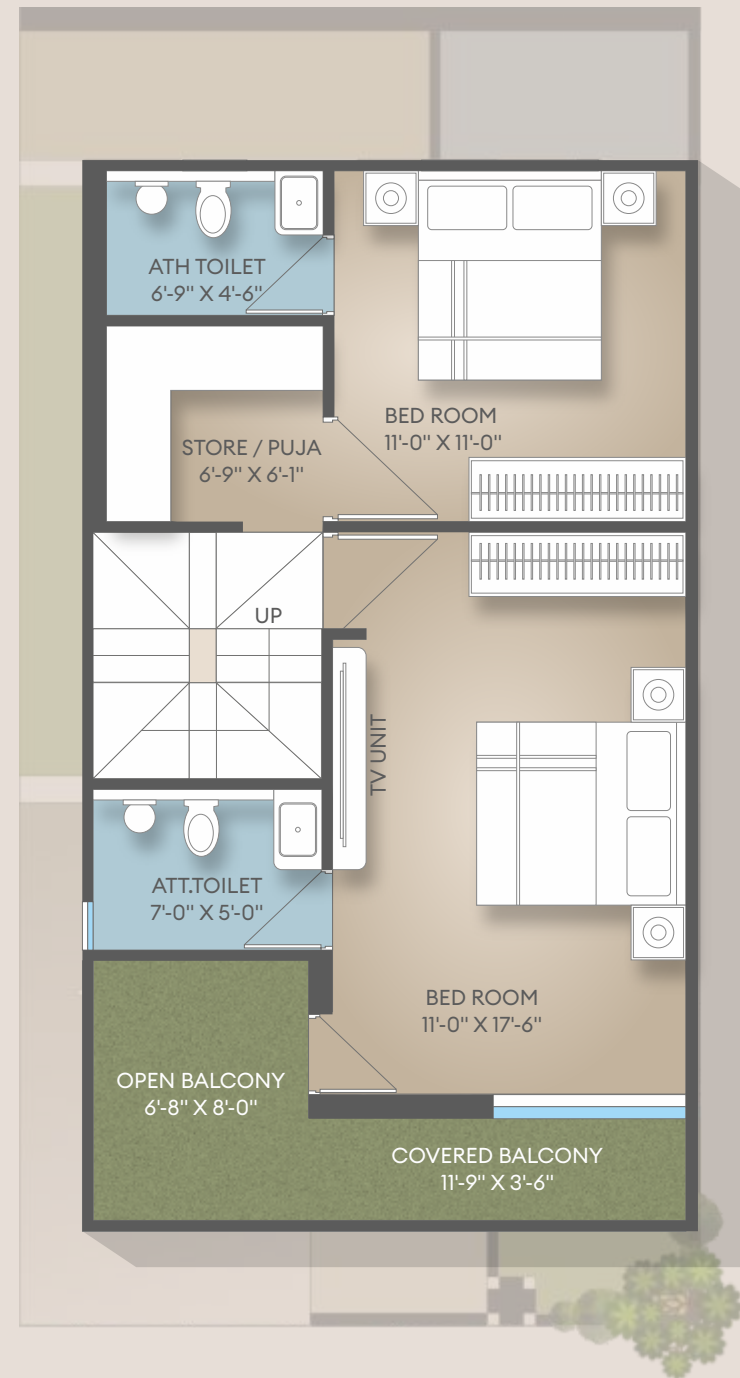 ATH TOILET
6'-9" X 4'-6"
BED ROOM
11'-0" X 11'-0"
STORE / PUJA
6'-9" X 6'-1"
UP
TV UNIT
ATT.TOILET
7'-0" X 5'-0"
BED ROOM
11'-0" X 17'-6"
OPEN BALCONY
6'-8" X 8'-0"
COVERED BALCONY
11'-9" X 3'-6"